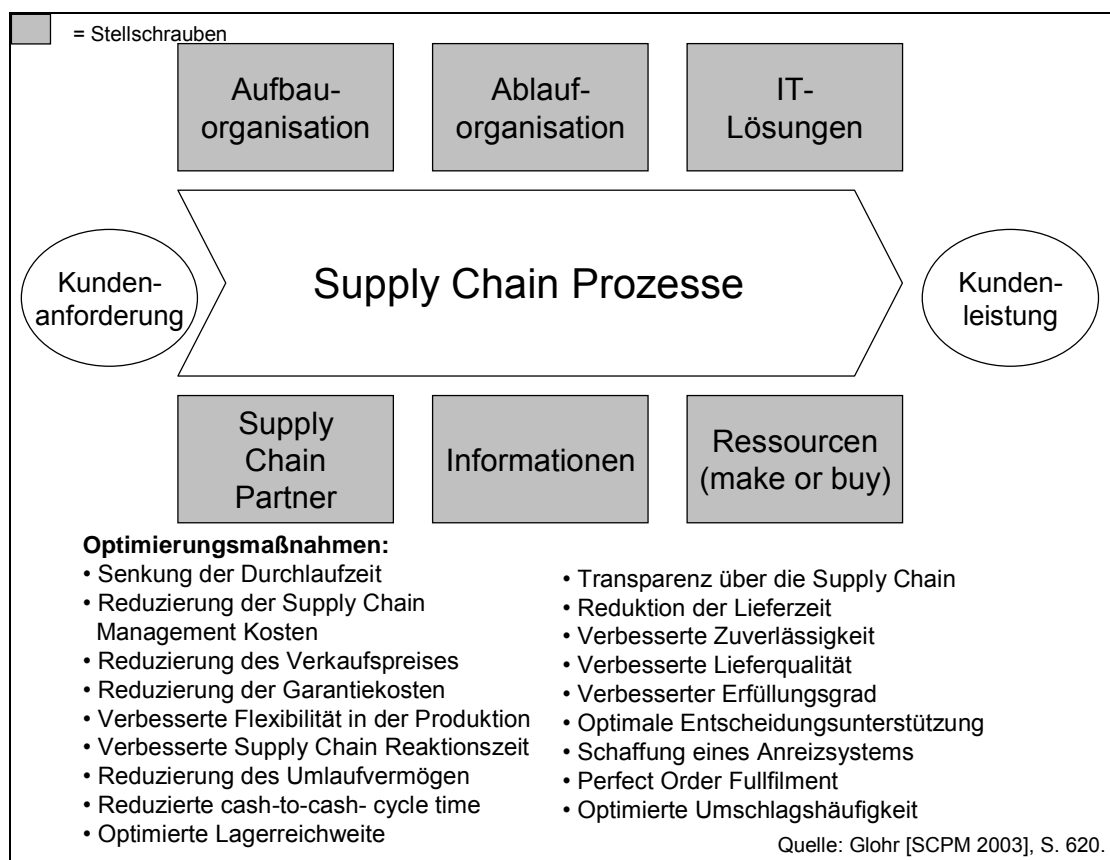 = Stellschrauben
Aufbau-
organisation
Ablauf-
organisation
IT-
Lösungen
Kunden-
anforderung
Supply Chain Prozesse
Kunden-
leistung
Supply
Chain
Partner
Informationen
Ressourcen
(make or buy)
Optimierungsmaßnahmen:
• Senkung der Durchlaufzeit
• Reduzierung der Supply Chain
Management Kosten
• Reduzierung des Verkaufspreises
• Reduzierung der Garantiekosten
• Verbesserte Flexibilität in der Produktion
• Verbesserte Supply Chain Reaktionszeit
• Reduzierung des Umlaufvermögen
• Reduzierte cash-to-cash- cycle time
• Optimierte Lagerreichweite
• Transparenz über die Supply Chain
• Reduktion der Lieferzeit
• Verbesserte Zuverlässigkeit
• Verbesserte Lieferqualität
• Verbesserter Erfüllungsgrad
• Optimale Entscheidungsunterstützung
• Schaffung eines Anreizsystems
• Perfect Order Fullfilment
• Optimierte Umschlagshäufigkeit
Quelle: Glohr [SCPM 2003], S. 620.